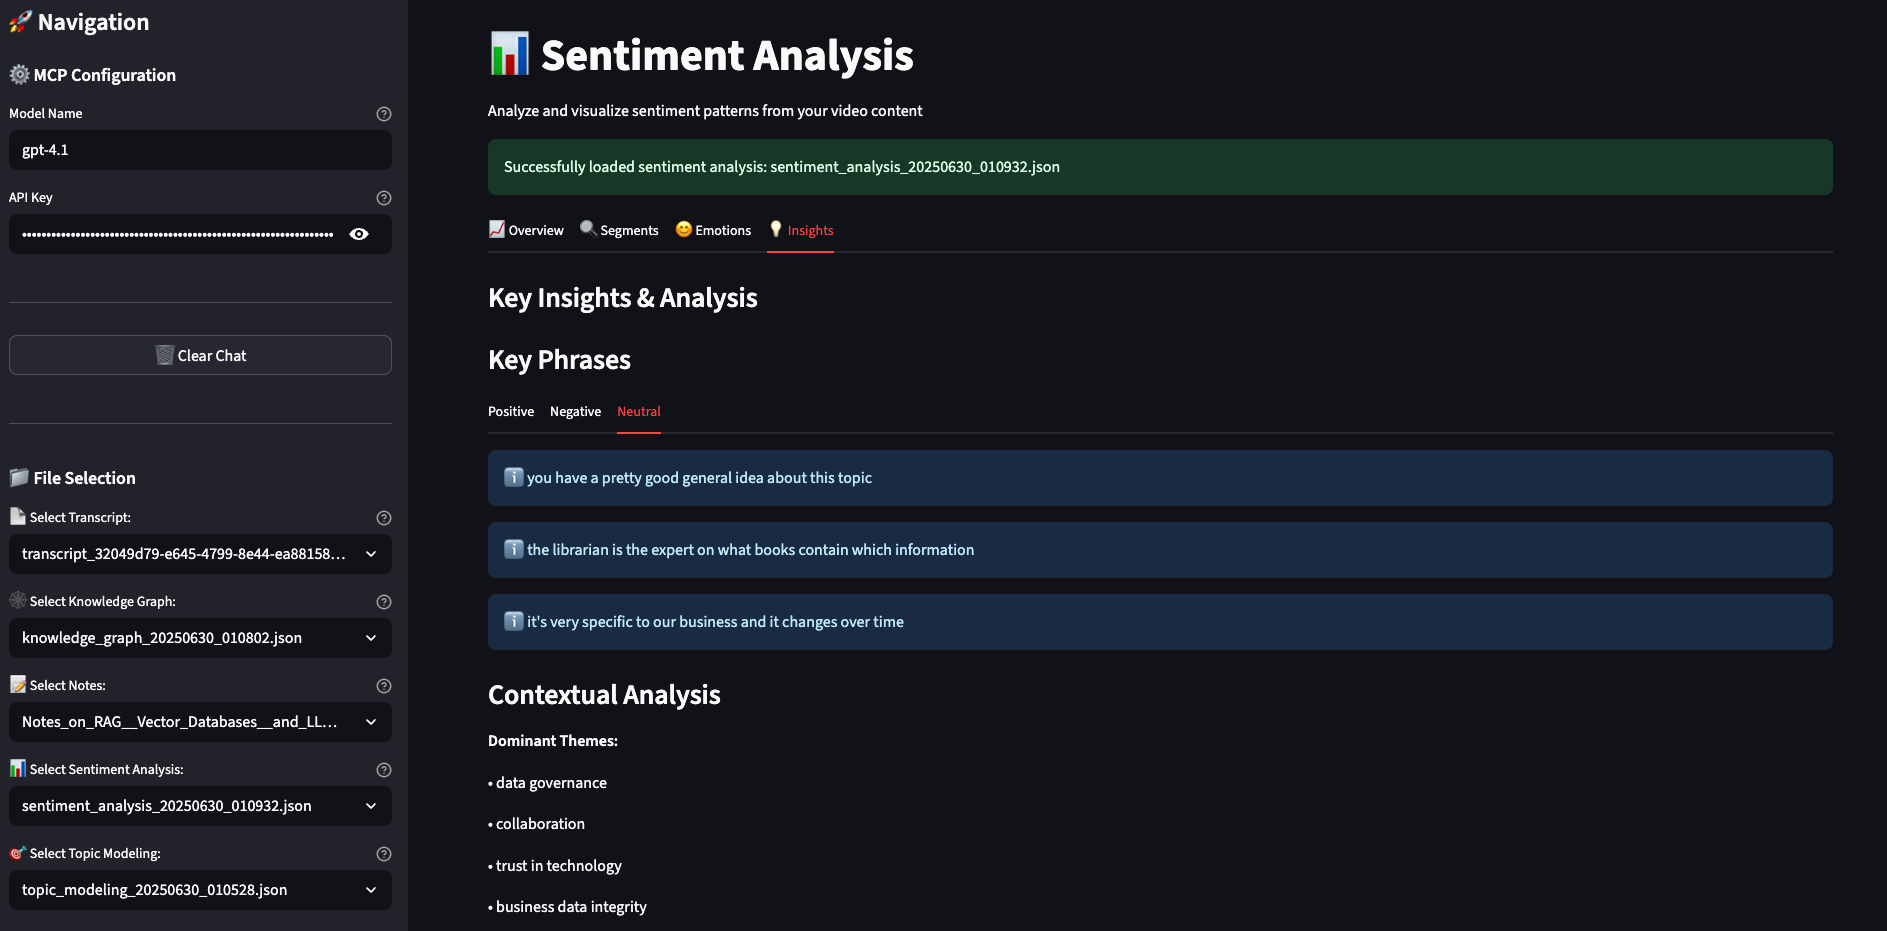 🚀 Navigation
⚙️ MCP Configuration
Model Name
gpt-4.1
API Key
••••••••••••••••••••••••••••••••••••••••••••••••••••••••••••••••
🗑️ Clear Chat
📁 File Selection
📄 Select Transcript:
transcript_32049d79-e645-4799-8e44-ea88158...
🕸️ Select Knowledge Graph:
knowledge_graph_20250630_010802.json
📝 Select Notes:
Notes_on_RAG__Vector_Databases__and_LL...
📊 Select Sentiment Analysis:
sentiment_analysis_20250630_010932.json
🎯 Select Topic Modeling:
topic_modeling_20250630_010528.json
📊 Sentiment Analysis
Analyze and visualize sentiment patterns from your video content
Successfully loaded sentiment analysis: sentiment_analysis_20250630_010932.json
📈 Overview 🔍 Segments 😊 Emotions 💡 Insights
Key Insights & Analysis
Key Phrases
Positive Negative Neutral
ℹ️ you have a pretty good general idea about this topic
ℹ️ the librarian is the expert on what books contain which information
ℹ️ it's very specific to our business and it changes over time
Contextual Analysis
Dominant Themes:
• data governance
• collaboration
• trust in technology
• business data integrity